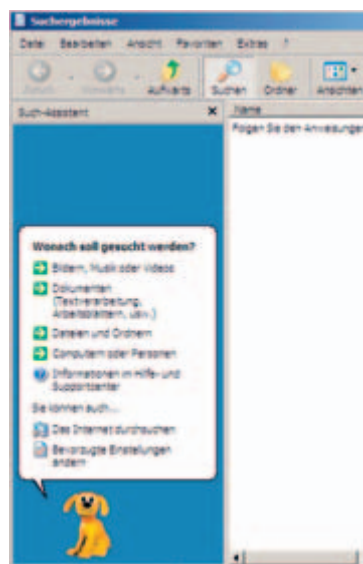 Suchergebnisse
Datei Bearbeiten Ansicht Favoriten Extras ?
Zurück Vorwärts Aufwärts Suchen Ordner Ansichten
Such-Assistent
Name
Folgen Sie den Anweisungen
Wonach soll gesucht werden?
Bildern, Musik oder Videos
Dokumenten
(Textverarbeitung,
Arbeitsblättern, usw.)
Dateien und Ordnern
Computern oder Personen
Informationen im Hilfe- und
Supportcenter
Sie können auch...
Das Internet durchsuchen
Bevorzugte Einstellungen
ändern